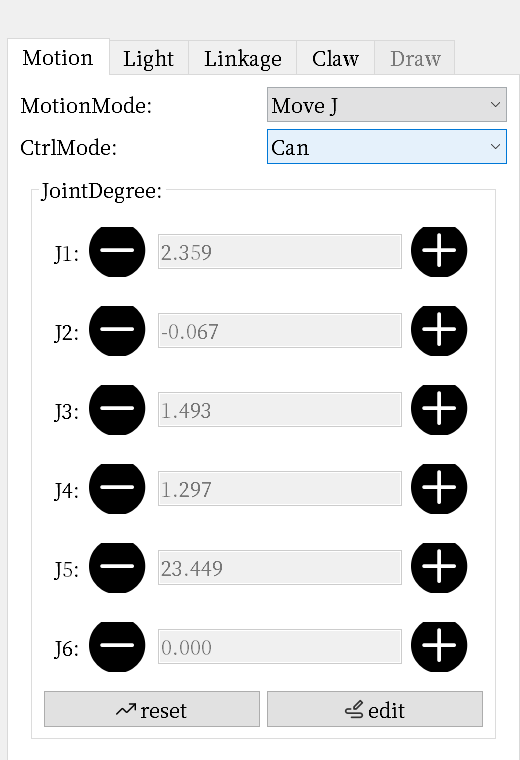 Motion Light Linkage Claw Draw
MotionMode: Move J
CtrlMode: Can
JointDegree:
J1: 2.359
J2: -0.067
J3: 1.493
J4: 1.297
J5: 23.449
J6: 0.000
reset edit